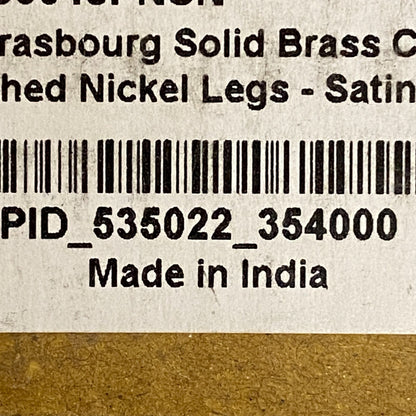 rasbourg Solid Brass C
hed Nickel Legs - Satin
PID_535022_354000
Made in India